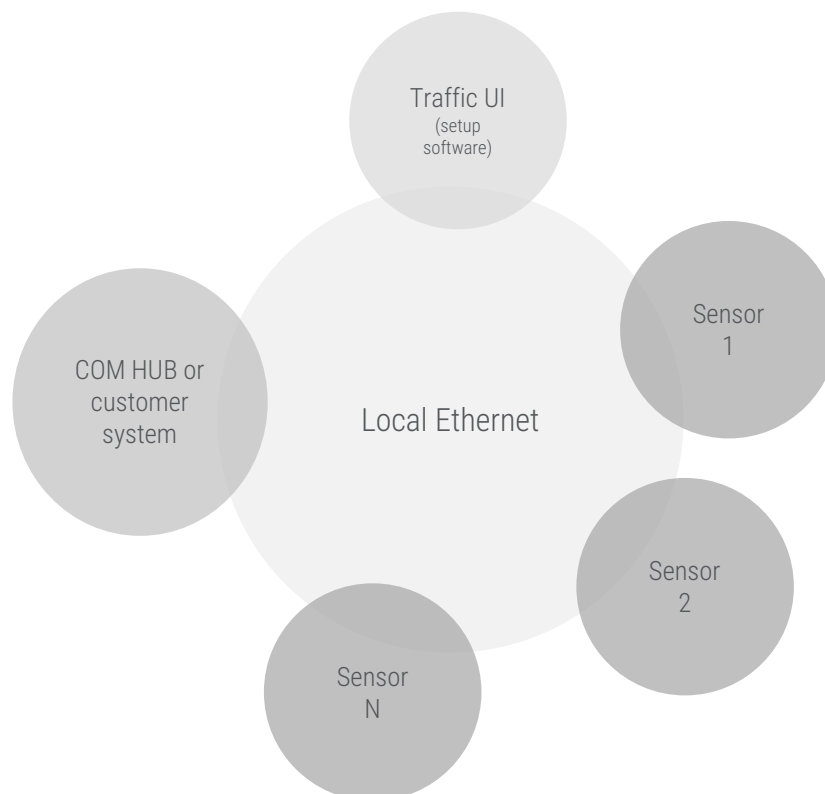 Traffic UI
(setup
software)
Sensor
1
COM HUB or
customer
system
Local Ethernet
Sensor
2
Sensor
N